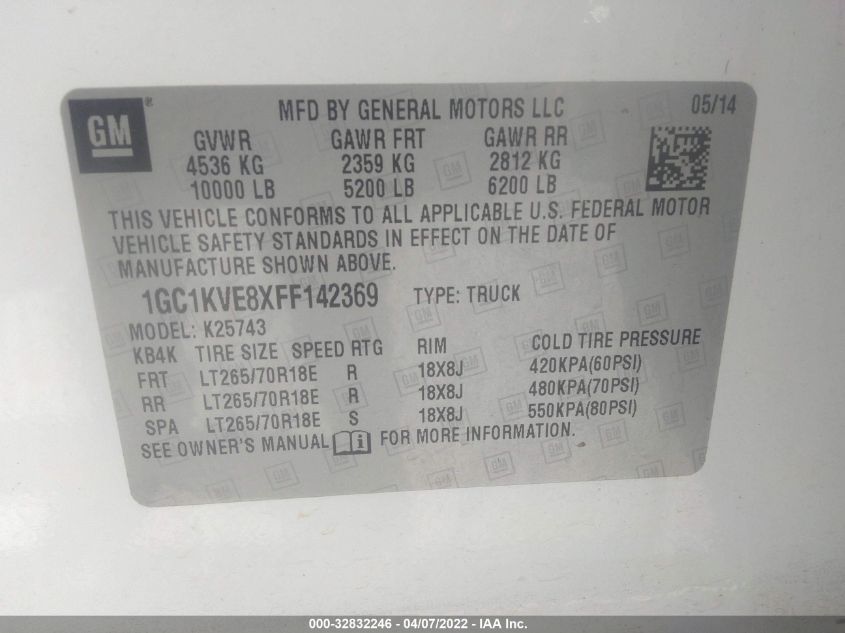 GM®
MFD BY GENERAL MOTORS LLC 05/14
GVWR GAWR FRT GAWR RR
4536 KG 2359 KG 2812 KG
10000 LB 5200 LB 6200 LB
THIS VEHICLE CONFORMS TO ALL APPLICABLE U.S. FEDERAL MOTOR
VEHICLE SAFETY STANDARDS IN EFFECT ON THE DATE OF
MANUFACTURE SHOWN ABOVE.
1GC1KVE8XFF142369 TYPE: TRUCK
MODEL: K25743
KB4K TIRE SIZE SPEED RTG RIM COLD TIRE PRESSURE
FRT LT265/70R18E R 18X8J 420KPA(60PSI)
RR LT265/70R18E R 18X8J 480KPA(70PSI)
SPA LT265/70R18E S 18X8J 550KPA(80PSI)
SEE OWNER'S MANUAL i FOR MORE INFORMATION.
000-32832246 - 04/07/2022 - IAA Inc.